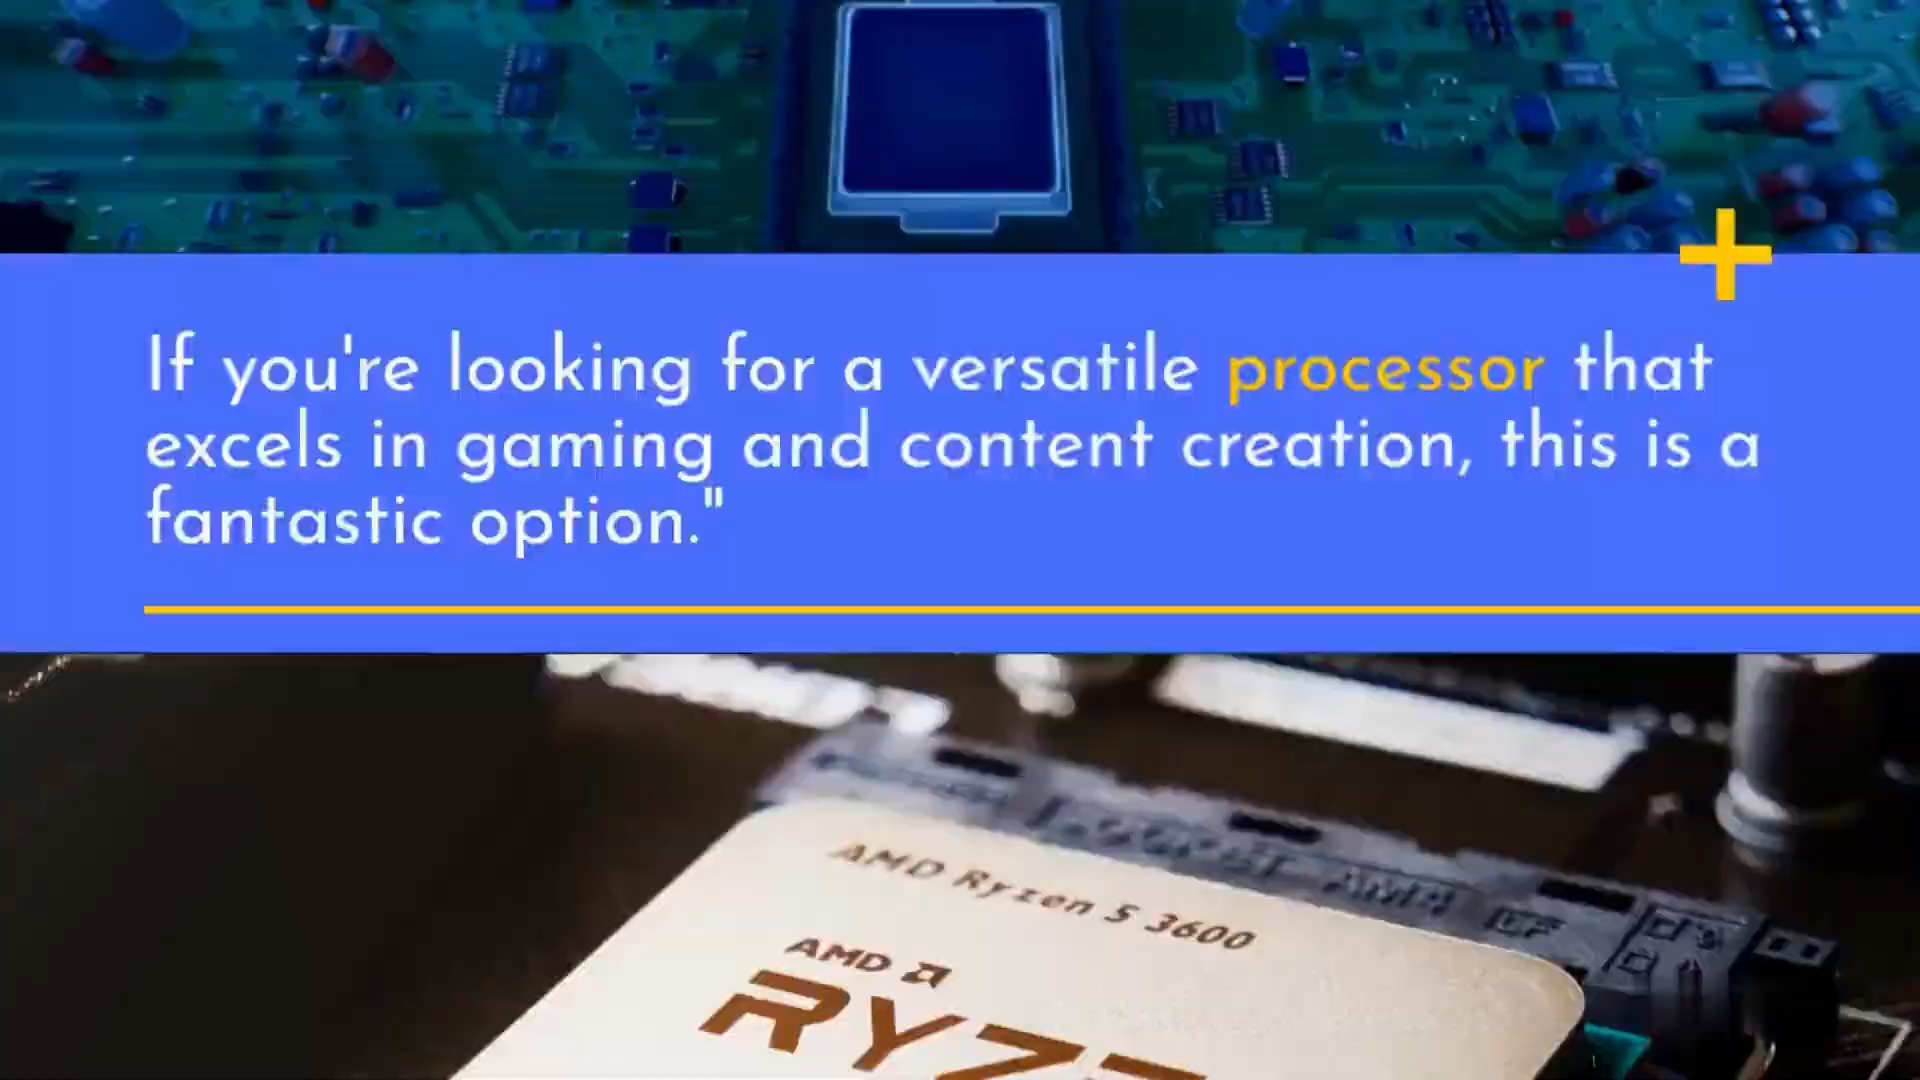 If you're looking for a versatile processor that
excels in gaming and content creation, this is a
fantastic option."
AMD Ryzen 5 3600
AMD